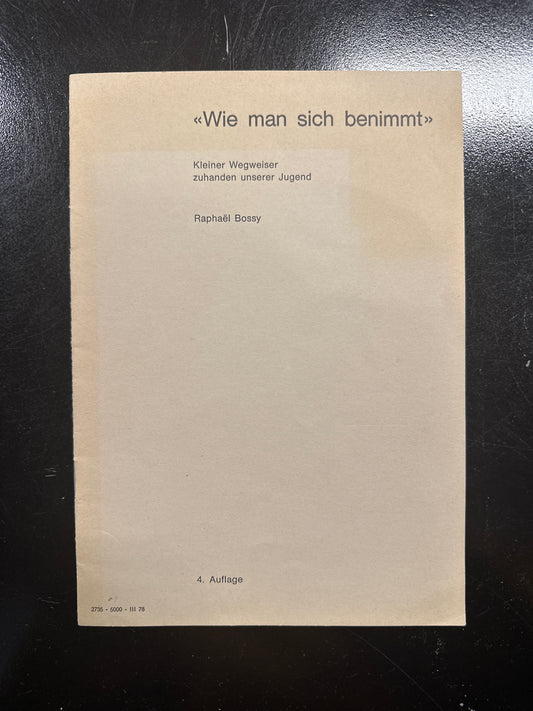 «Wie man sich benimmt»
Kleiner Wegweiser
zuhanden unserer Jugend
Raphaël Bossy
4. Auflage
2735 - 5000 - III 78